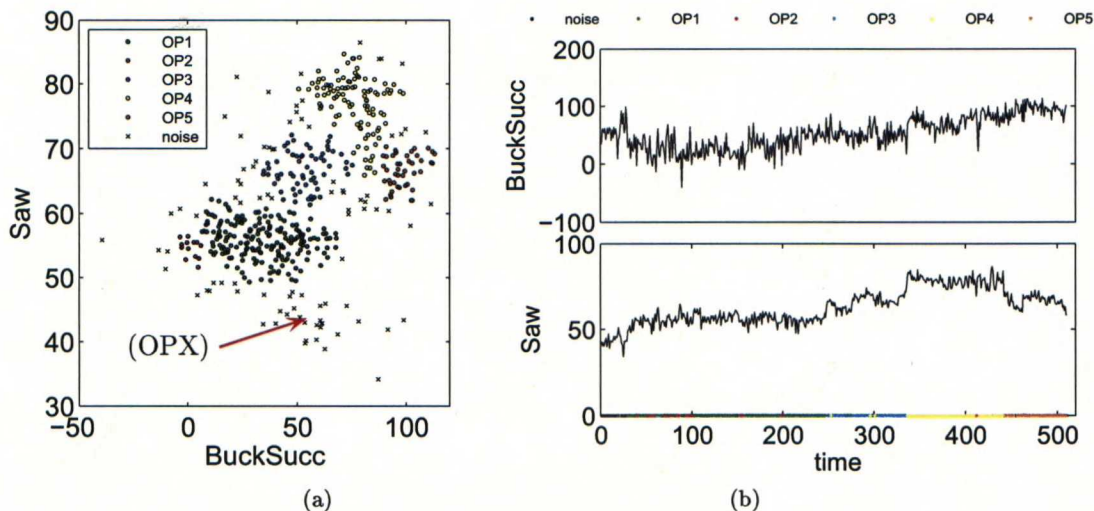 90
80
70
60
50
40
30
Saw
OP1
OP2
OP3
OP4
OP5
noise
(OPX)
−50 0 50 100
BuckSucc
(a)
noise OP1 OP2 OP3 OP4 OP5
200
100
0
−100
BuckSucc
100
50
0
Saw
0 100 200 300 400 500
time
(b)